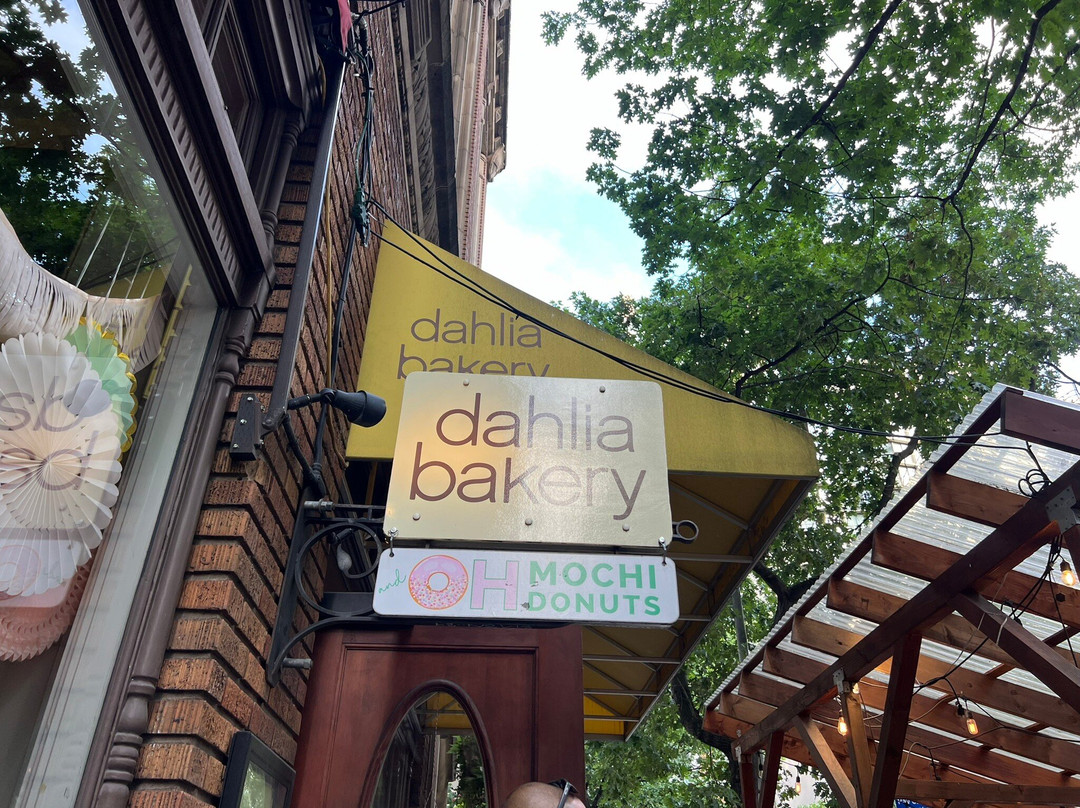 dahlia
bakery
dahlia
bakery
and OH MOCHI
DONUTS